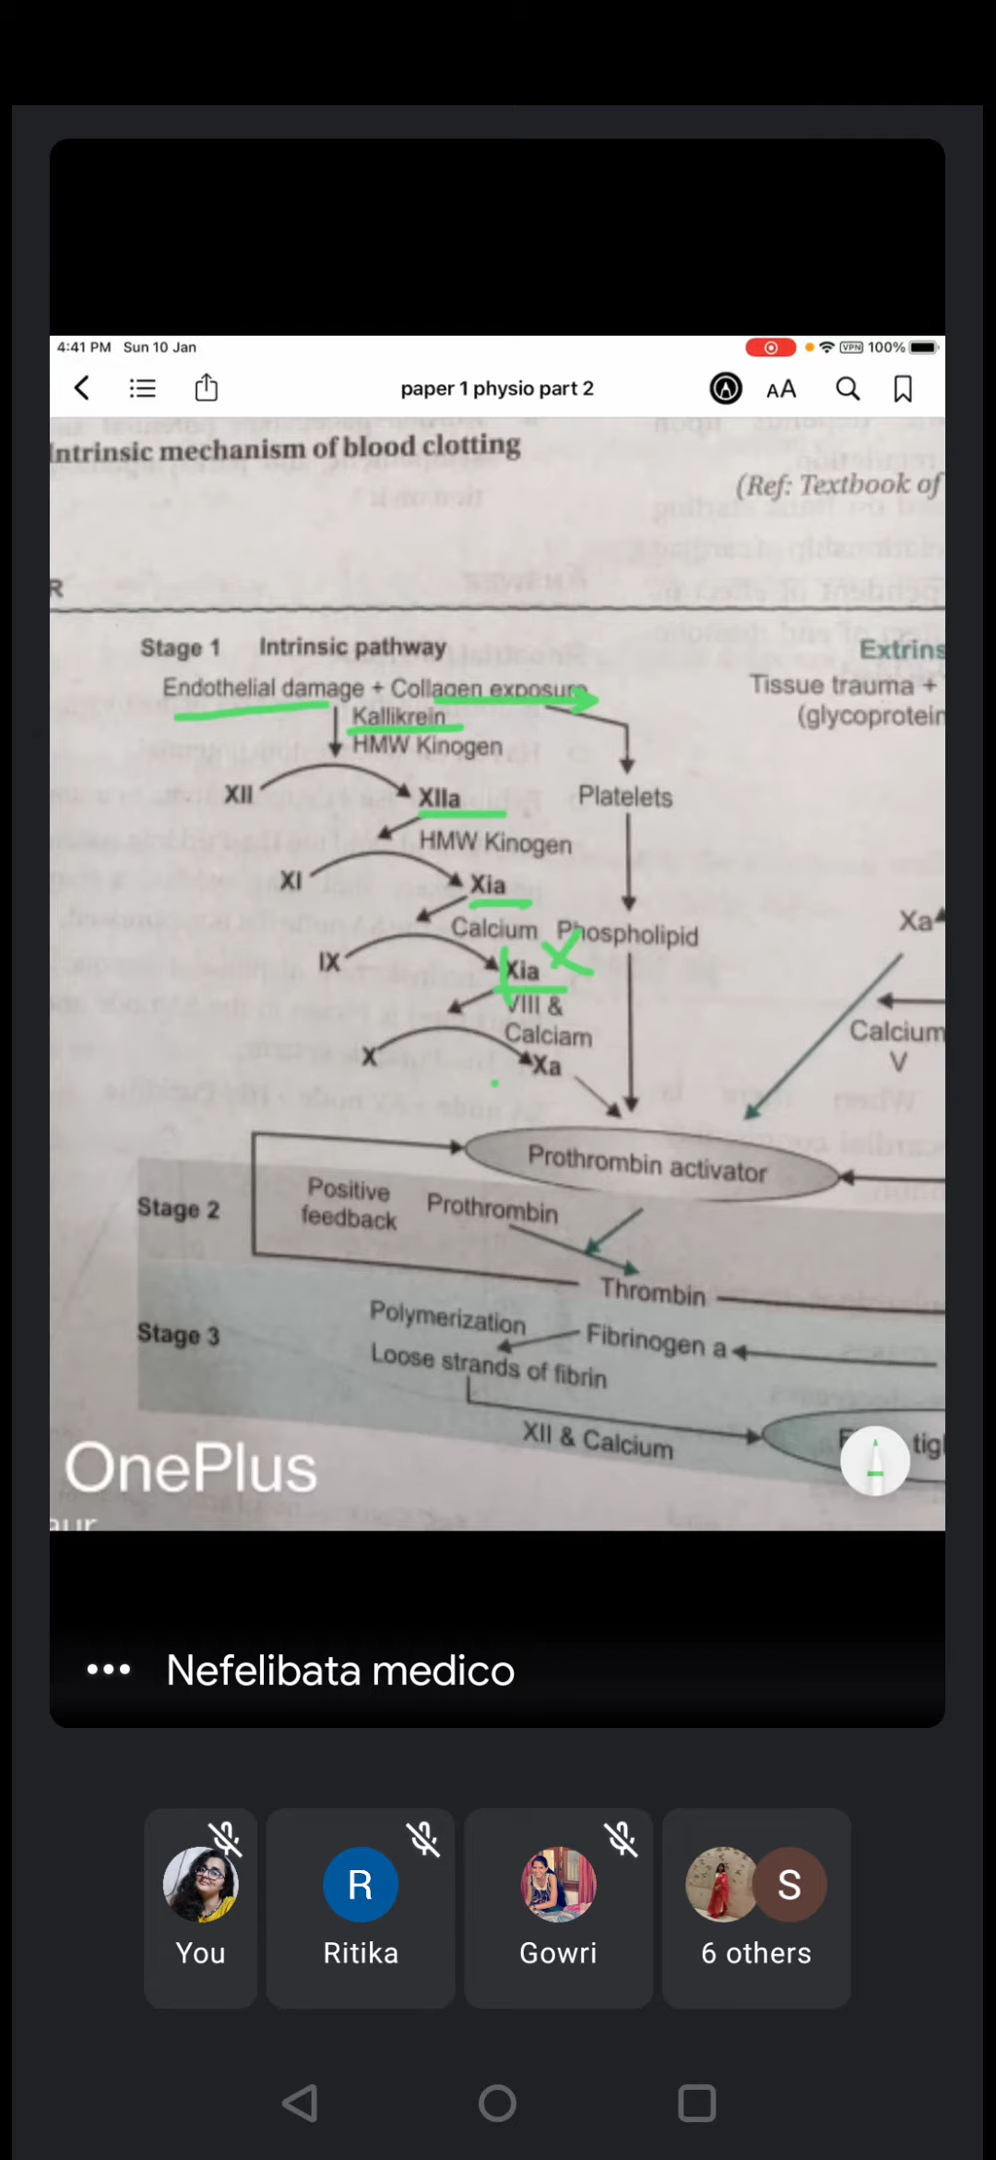 4:41 PM Sun 10 Jan
VPN 100%
paper 1 physio part 2
AA
Intrinsic mechanism of blood clotting
(Ref: Textbook of
R
Stage 1 Intrinsic pathway
Extrins
Endothelial damage + Collagen exposure
Tissue trauma +
Kallikrein
(glycoprotein
HMW Kinogen
XII
XIIa
Platelets
HMW Kinogen
XI
Xia
Calcium Phospholipid
Xa
IX
Xia
VIII &
Calciam
Calcium
V
X
Xa
Prothrombin activator
Stage 2
Positive
feedback
Prothrombin
Thrombin
Stage 3
Polymerization
Fibrinogen a
Loose strands of fibrin
XII & Calcium
tigl
OnePlus
Nefelibata medico
R
S
You
Ritika
Gowri
6 others